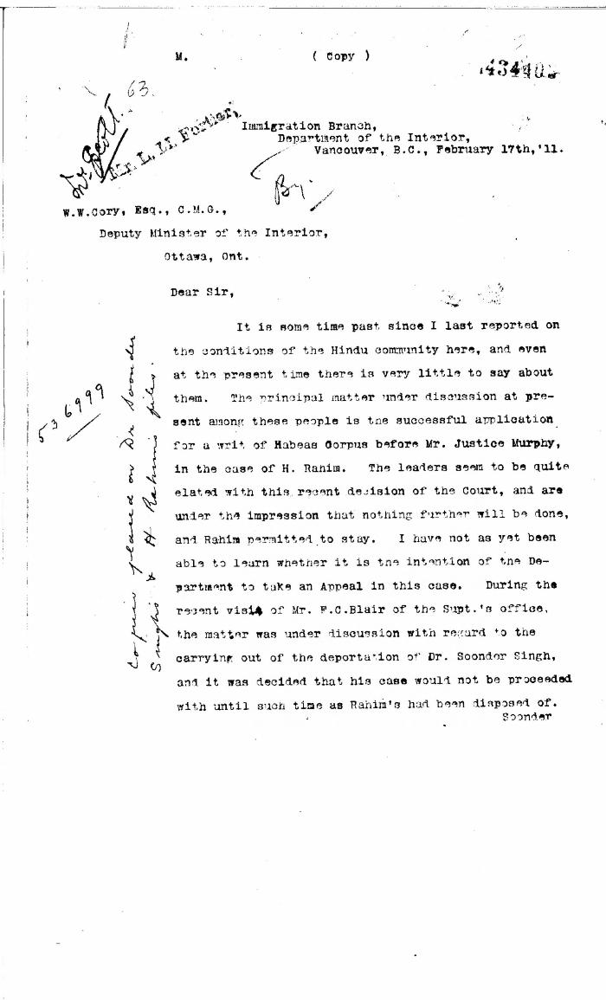 M. ( Copy )
434402
63.
Dr. Scott.
Mr. L. M. Fortier,
Immigration Branch,
Department of the Interior,
Vancouver, B.C., February 17th,'11.
By.
W.W.Cory, Esq., C.M.G.,
Deputy Minister of the Interior,
Ottawa, Ont.
Dear Sir,
It is some time past since I last reported on
the conditions of the Hindu community here, and even
at the present time there is very little to say about
them. The principal matter under discussion at pre-
sent among these people is the successful application
for a writ of Habeas Corpus before Mr. Justice Murphy,
in the case of H. Rahim. The leaders seem to be quite
elated with this recent decision of the Court, and are
under the impression that nothing further will be done,
and Rahim permitted to stay. I have not as yet been
able to learn whether it is the intention of the De-
partment to take an Appeal in this case. During the
recent visit of Mr. F.C.Blair of the Supt.'s office,
the matter was under discussion with regard to the
carrying out of the deportation of Dr. Soonder Singh,
and it was decided that his case would not be proceeded
with until such time as Rahim's had been disposed of.
Soonder
536999
Copies placed on Dr Soonder
Singhs & H Rahims files.